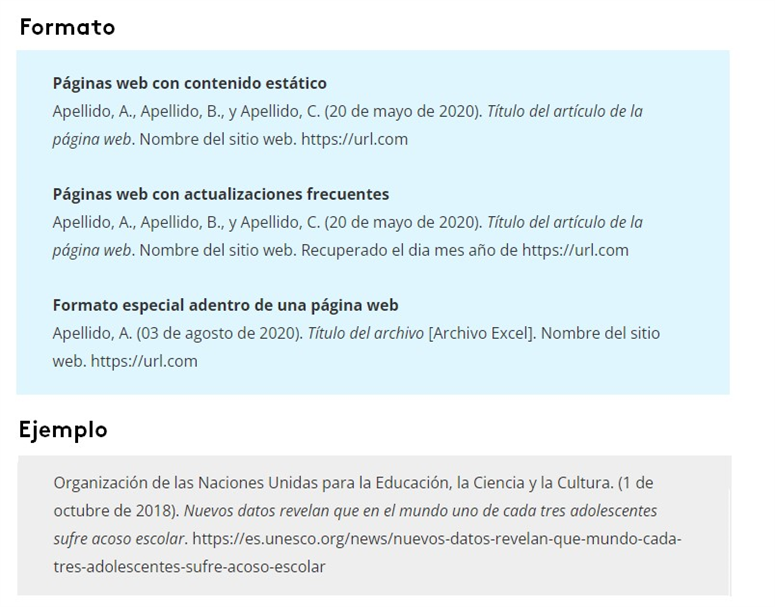 Formato
Páginas web con contenido estático
Apellido, A., Apellido, B., y Apellido, C. (20 de mayo de 2020). Título del artículo de la
página web. Nombre del sitio web. https://url.com
Páginas web con actualizaciones frecuentes
Apellido, A., Apellido, B., y Apellido, C. (20 de mayo de 2020). Título del artículo de la
página web. Nombre del sitio web. Recuperado el dia mes año de https://url.com
Formato especial adentro de una página web
Apellido, A. (03 de agosto de 2020). Título del archivo [Archivo Excel]. Nombre del sitio
web. https://url.com
Ejemplo
Organización de las Naciones Unidas para la Educación, la Ciencia y la Cultura. (1 de
octubre de 2018). Nuevos datos revelan que en el mundo uno de cada tres adolescentes
sufre acoso escolar. https://es.unesco.org/news/nuevos-datos-revelan-que-mundo-cada-
tres-adolescentes-sufre-acoso-escolar